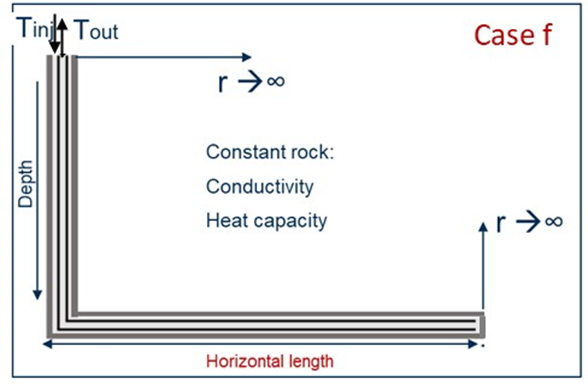 Tinj Tout
Case f
r → ∞
Constant rock:
Conductivity
Heat capacity
Depth
r → ∞
Horizontal length